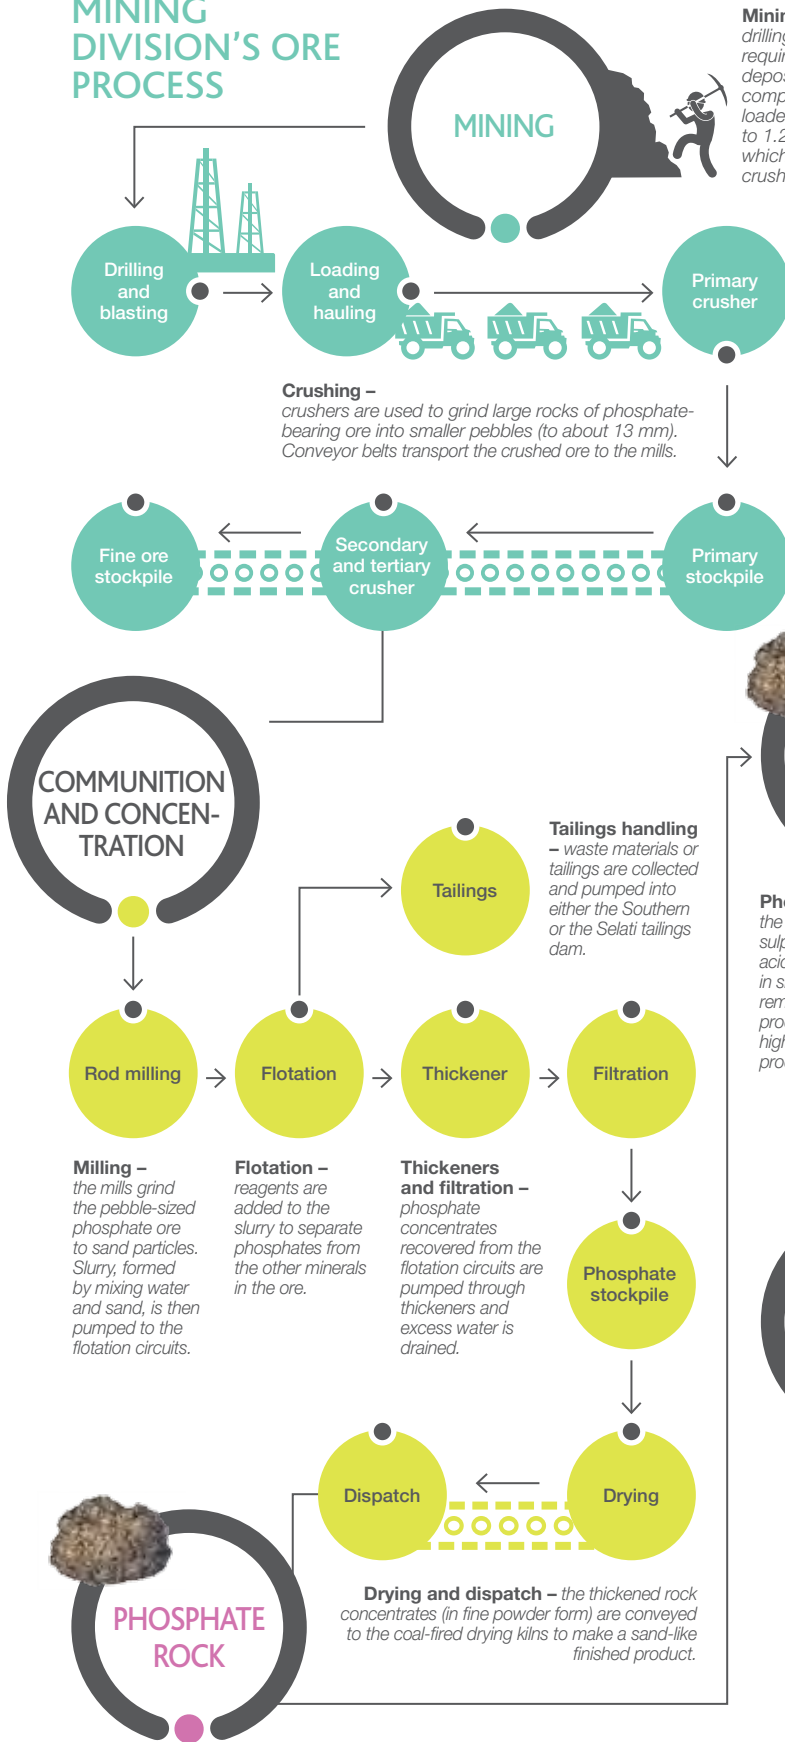 MINING
DIVISION'S ORE
PROCESS
MINING
drilling
to 1.2
which
Drilling
and
blasting
Loading
and
hauling
Primary
crusher
Crushing –
crushers are used to grind large rocks of phosphate-
bearing ore into smaller pebbles (to about 13 mm).
Conveyor belts transport the crushed ore to the mills.
Fine ore
stockpile
Secondary
and tertiary
crusher
Primary
stockpile
COMMUNITION
AND CONCEN-
TRATION
Tailings
Tailings handling
– waste materials or
tailings are collected
and pumped into
either the Southern
or the Selati tailings
dam.
the
in
Rod milling
Flotation
Thickener
Filtration
Milling –
the mills grind
the pebble-sized
phosphate ore
to sand particles.
Slurry, formed
by mixing water
and sand, is then
pumped to the
flotation circuits.
Flotation –
reagents are
added to the
slurry to separate
phosphates from
the other minerals
in the ore.
Thickeners
and filtration –
phosphate
concentrates
recovered from the
flotation circuits are
pumped through
thickeners and
excess water is
drained.
Phosphate
stockpile
Dispatch
Drying
Drying and dispatch – the thickened rock
concentrates (in fine powder form) are conveyed
to the coal-fired drying kilns to make a sand-like
finished product.
PHOSPHATE
ROCK